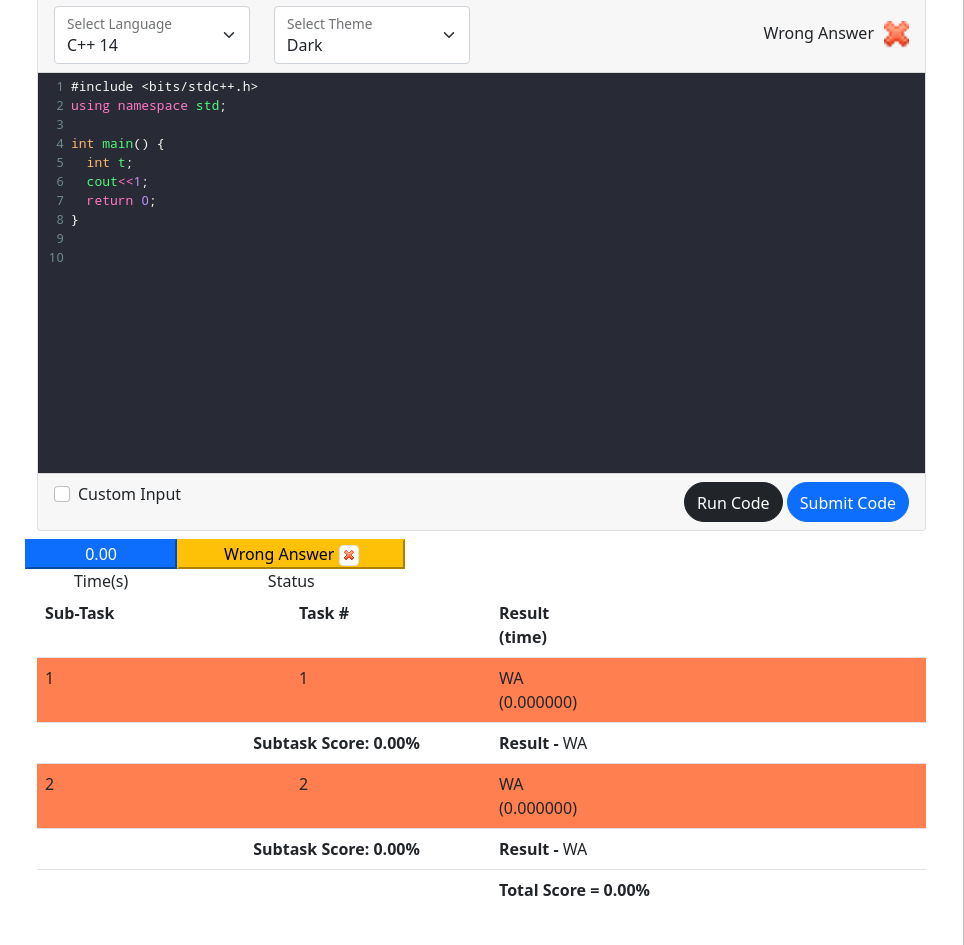 Select Language
C++ 14
Select Theme
Dark
Wrong Answer
1 #include <bits/stdc++.h>
2 using namespace std;
3
4 int main() {
5   int t;
6   cout<<1;
7   return 0;
8 }
9
10
Custom Input
Run Code
Submit Code
0.00
Wrong Answer
Time(s)
Status
Sub-Task Task # Result
(time)
1 1 WA
(0.000000)
Subtask Score: 0.00% Result - WA
2 2 WA
(0.000000)
Subtask Score: 0.00% Result - WA
Total Score = 0.00%